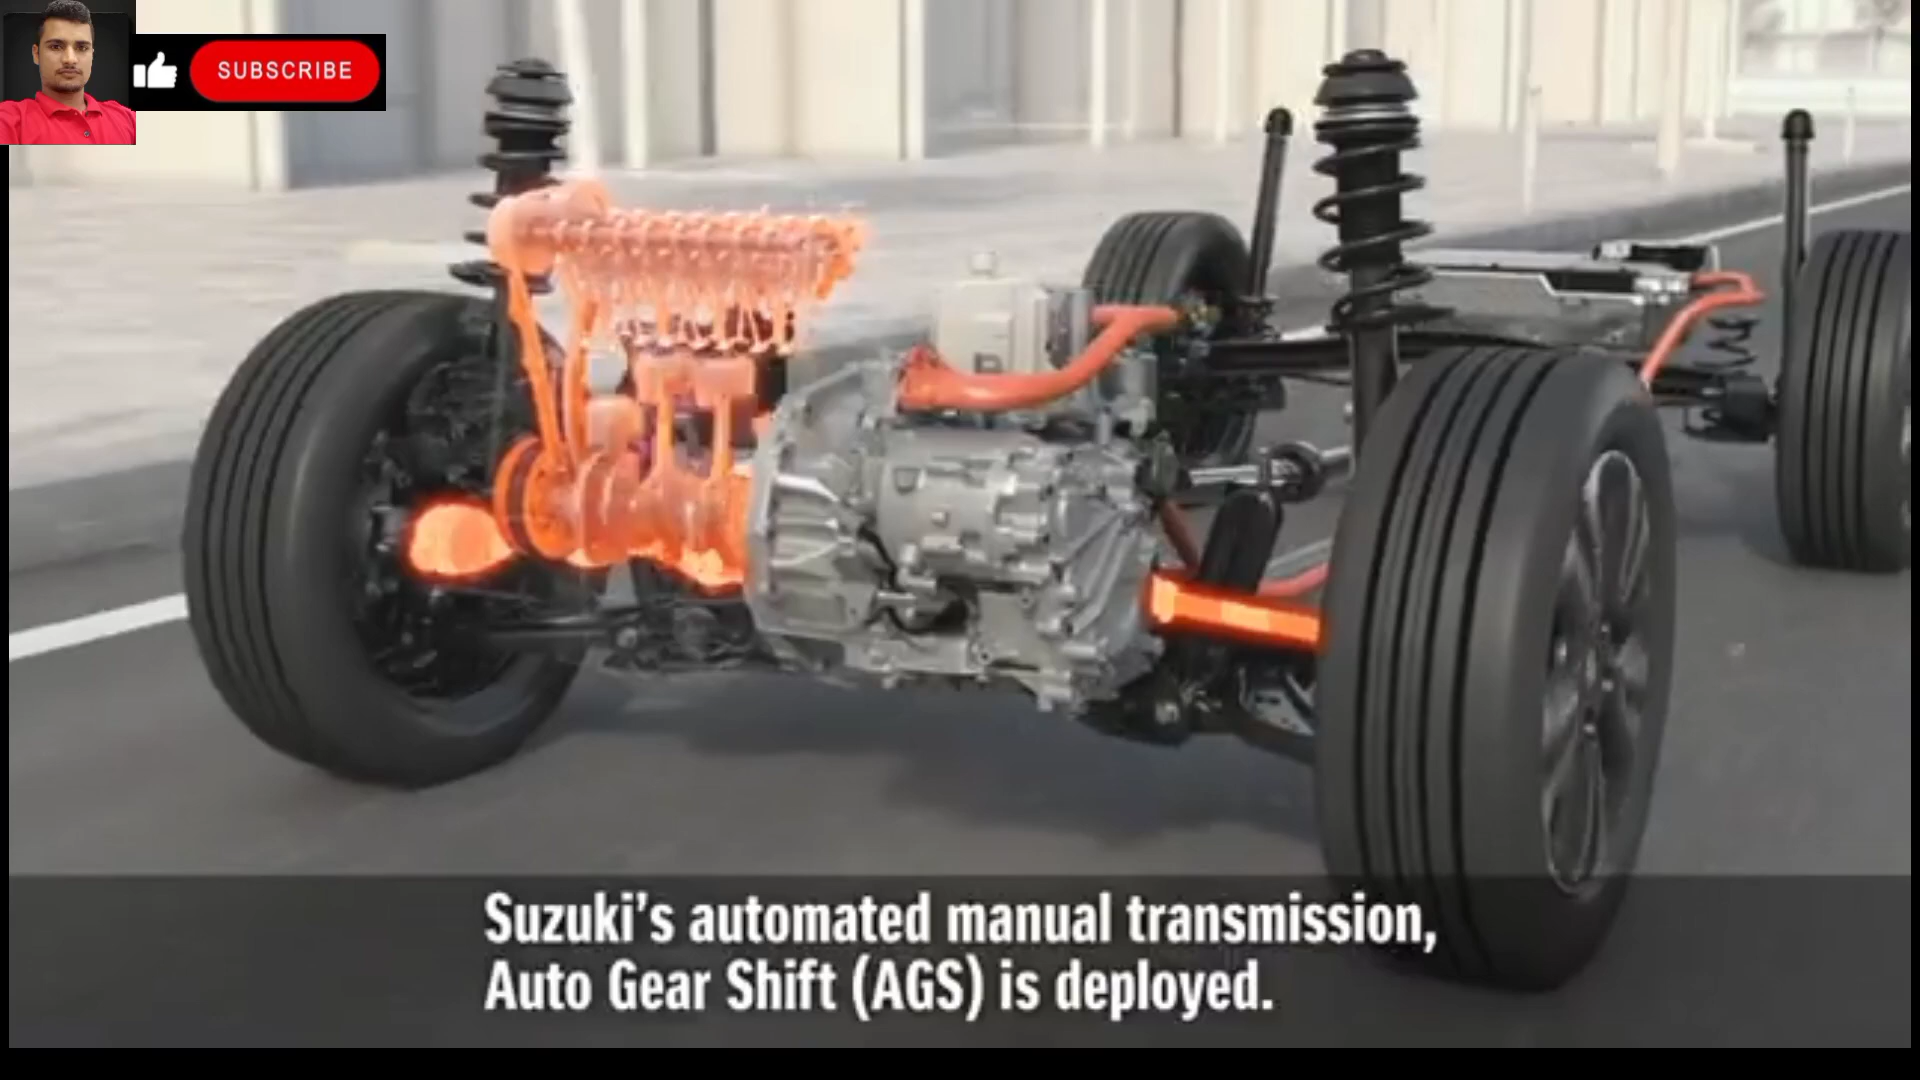 SUBSCRIBE
Suzuki's automated manual transmission,
Auto Gear Shift (AGS) is deployed.